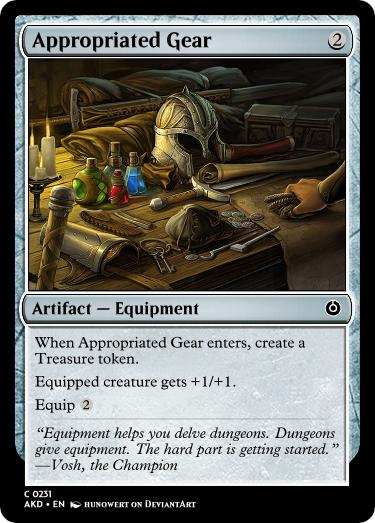 Appropriated Gear 2
Artifact — Equipment
When Appropriated Gear enters, create a
Treasure token.
Equipped creature gets +1/+1.
Equip 2
“Equipment helps you delve dungeons. Dungeons
give equipment. The hard part is getting started.”
—Vosh, the Champion
C 0231
AKD • EN HUNOWERT ON DEVIANTART